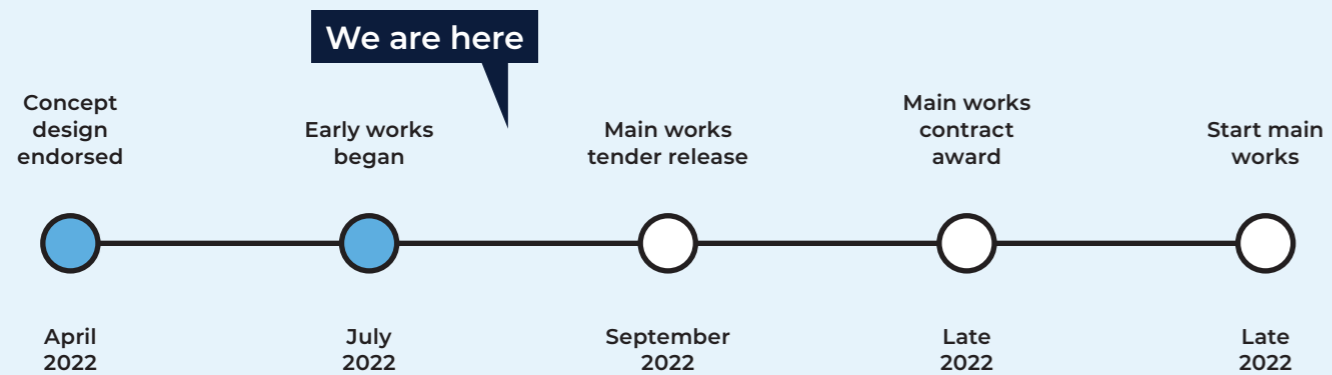 We are here
Concept
design
endorsed
Early works
began
Main works
tender release
Main works
contract
award
Start main
works
April
2022
July
2022
September
2022
Late
2022
Late
2022